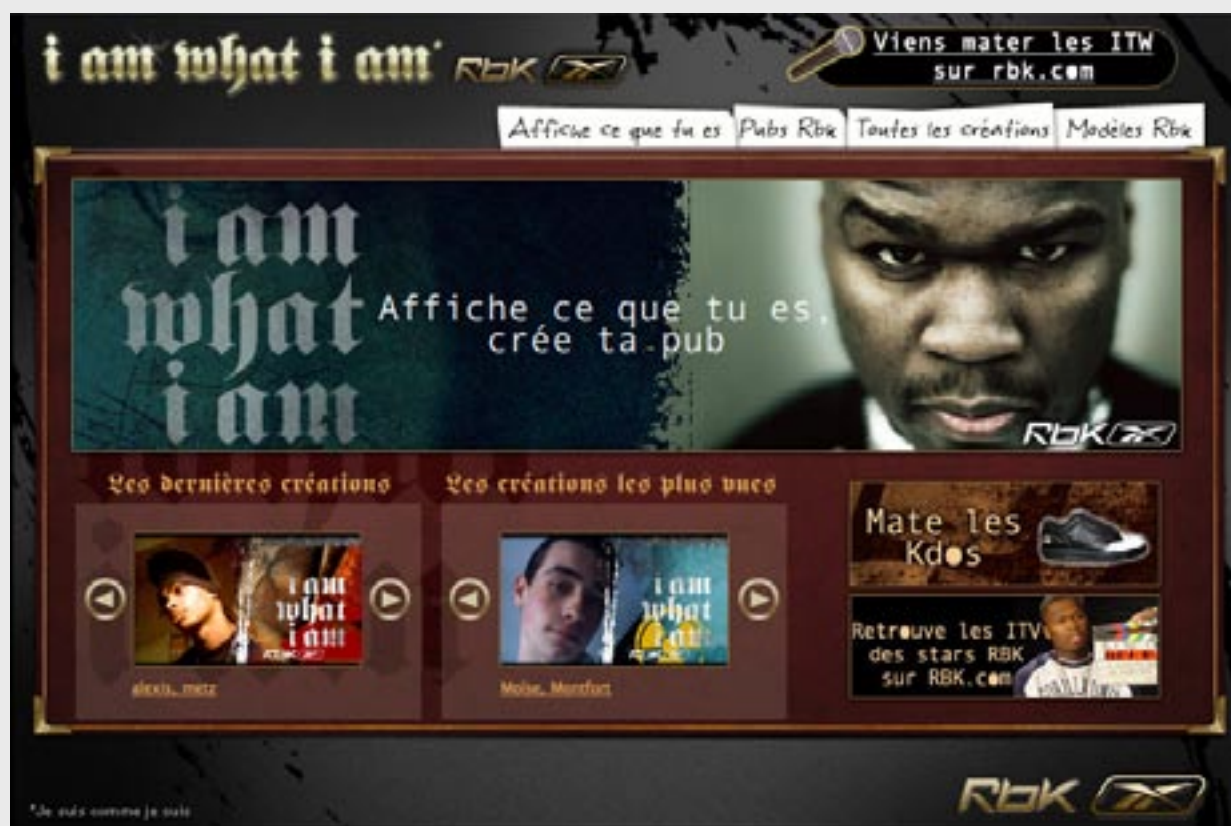 i am what i am* RbK
Viens mater les ITW
sur rbk.com
Affiche ce que tu es
Pubs Rbk
Toutes les créations
Modèles Rbk
i am
what
i am
Affiche ce que tu es,
crée ta pub
RbK
Les dernières créations
Les créations les plus vues
i am
what
i am
RbK
alexis, metz
i am
what
i am
RbK
Moïse, Montfort
Mate les
Kdos
Retrouve les ITV
des stars RBK
sur RBK.com
RbK
*Je suis comme je suis